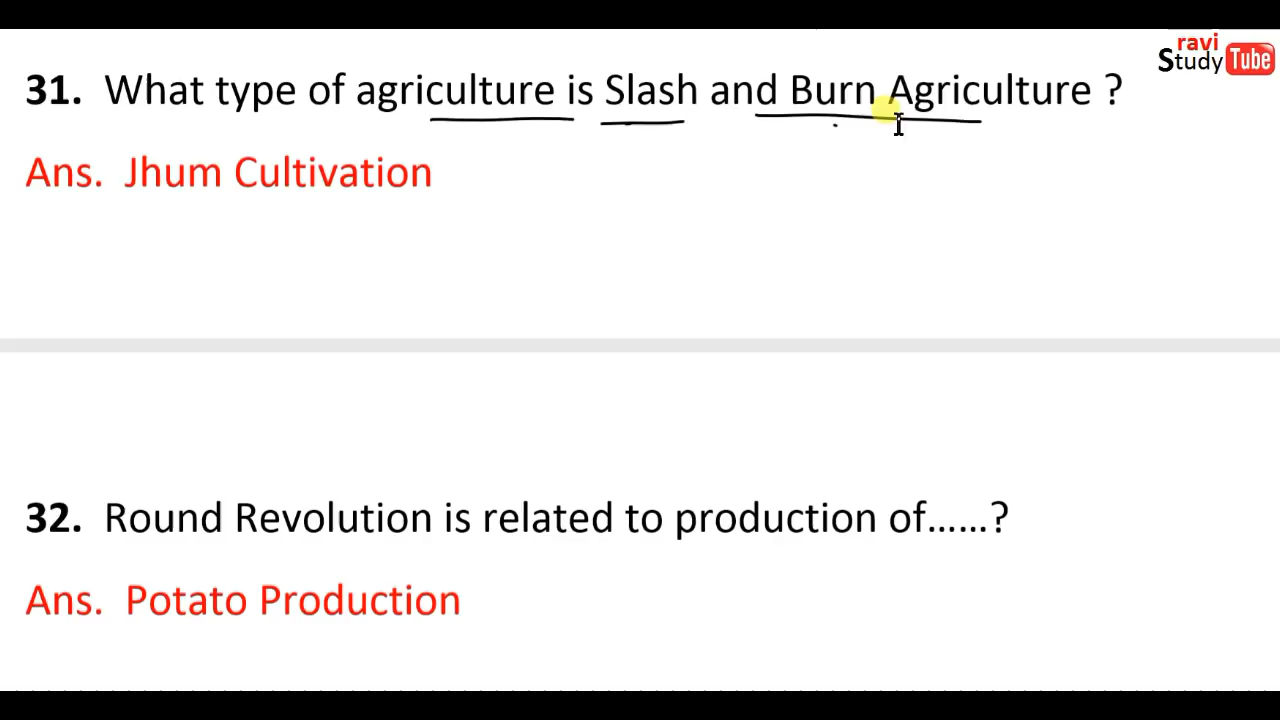 ravi
Study Tube
31. What type of agriculture is Slash and Burn Agriculture ?
Ans. Jhum Cultivation
32. Round Revolution is related to production of......?
Ans. Potato Production